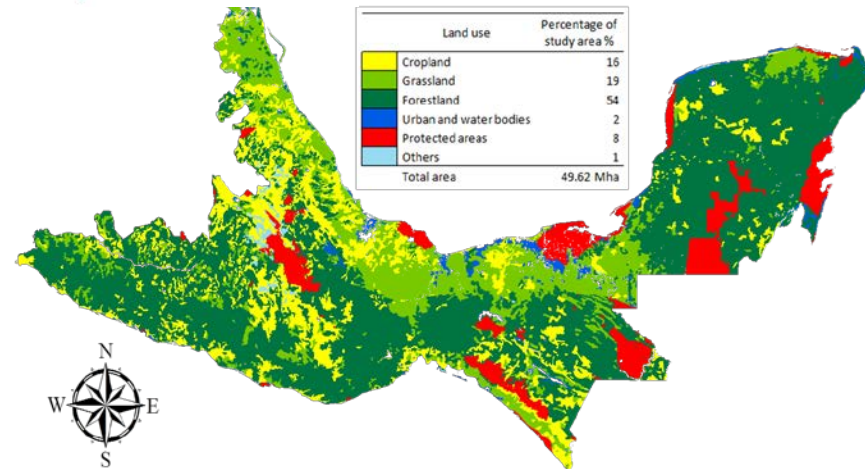 Land use Percentage of
study area %
Cropland 16
Grassland 19
Forestland 54
Urban and water bodies 2
Protected areas 8
Others 1
Total area 49.62 Mha
N
W E
S